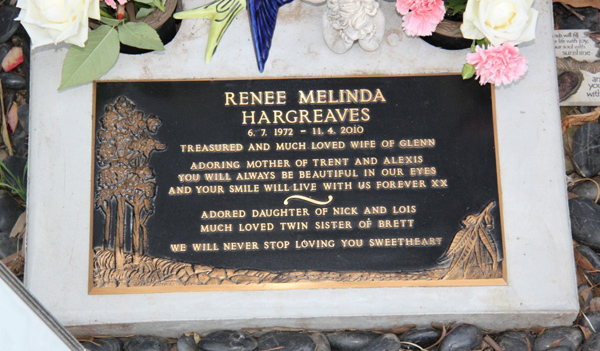 RENEE MELINDA
HARGREAVES
6. 7. 1972 – 11. 4. 2010
TREASURED AND MUCH LOVED WIFE OF GLENN
ADORING MOTHER OF TRENT AND ALEXIS
YOU WILL ALWAYS BE BEAUTIFUL IN OUR EYES
AND YOUR SMILE WILL LIVE WITH US FOREVER XX
ADORED DAUGHTER OF NICK AND LOIS
MUCH LOVED TWIN SISTER OF BRETT
WE WILL NEVER STOP LOVING YOU SWEETHEART
sunshine